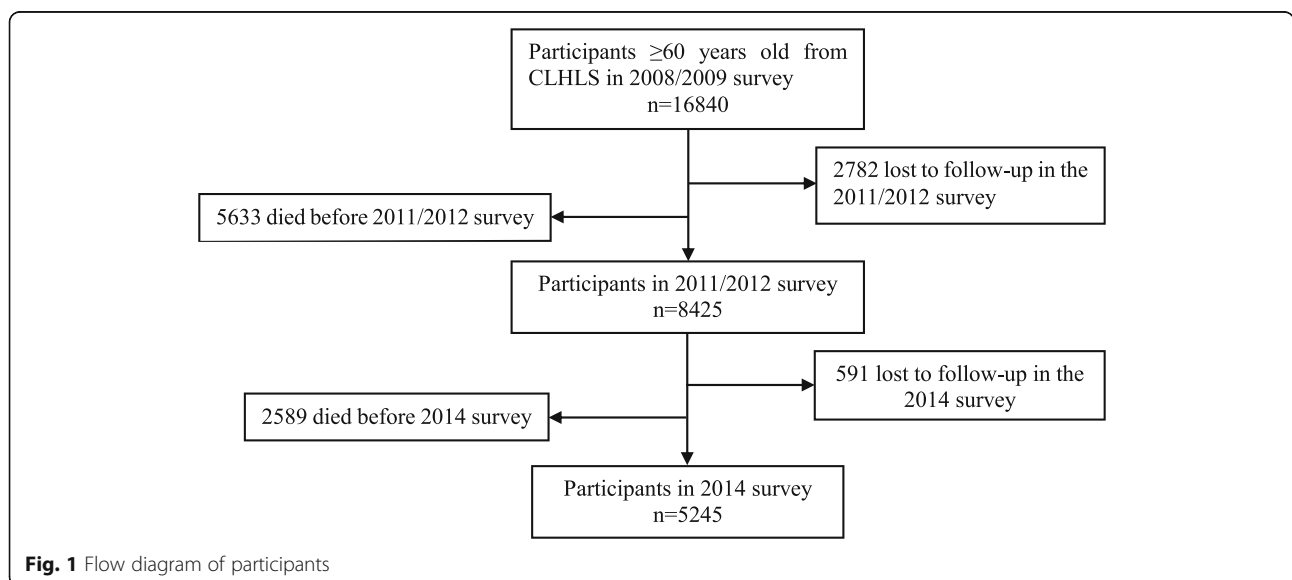 Participants ≥60 years old from
CLHLS in 2008/2009 survey
n=16840
2782 lost to follow-up in the
2011/2012 survey
5633 died before 2011/2012 survey
Participants in 2011/2012 survey
n=8425
591 lost to follow-up in the
2014 survey
2589 died before 2014 survey
Participants in 2014 survey
n=5245
Fig. 1 Flow diagram of participants